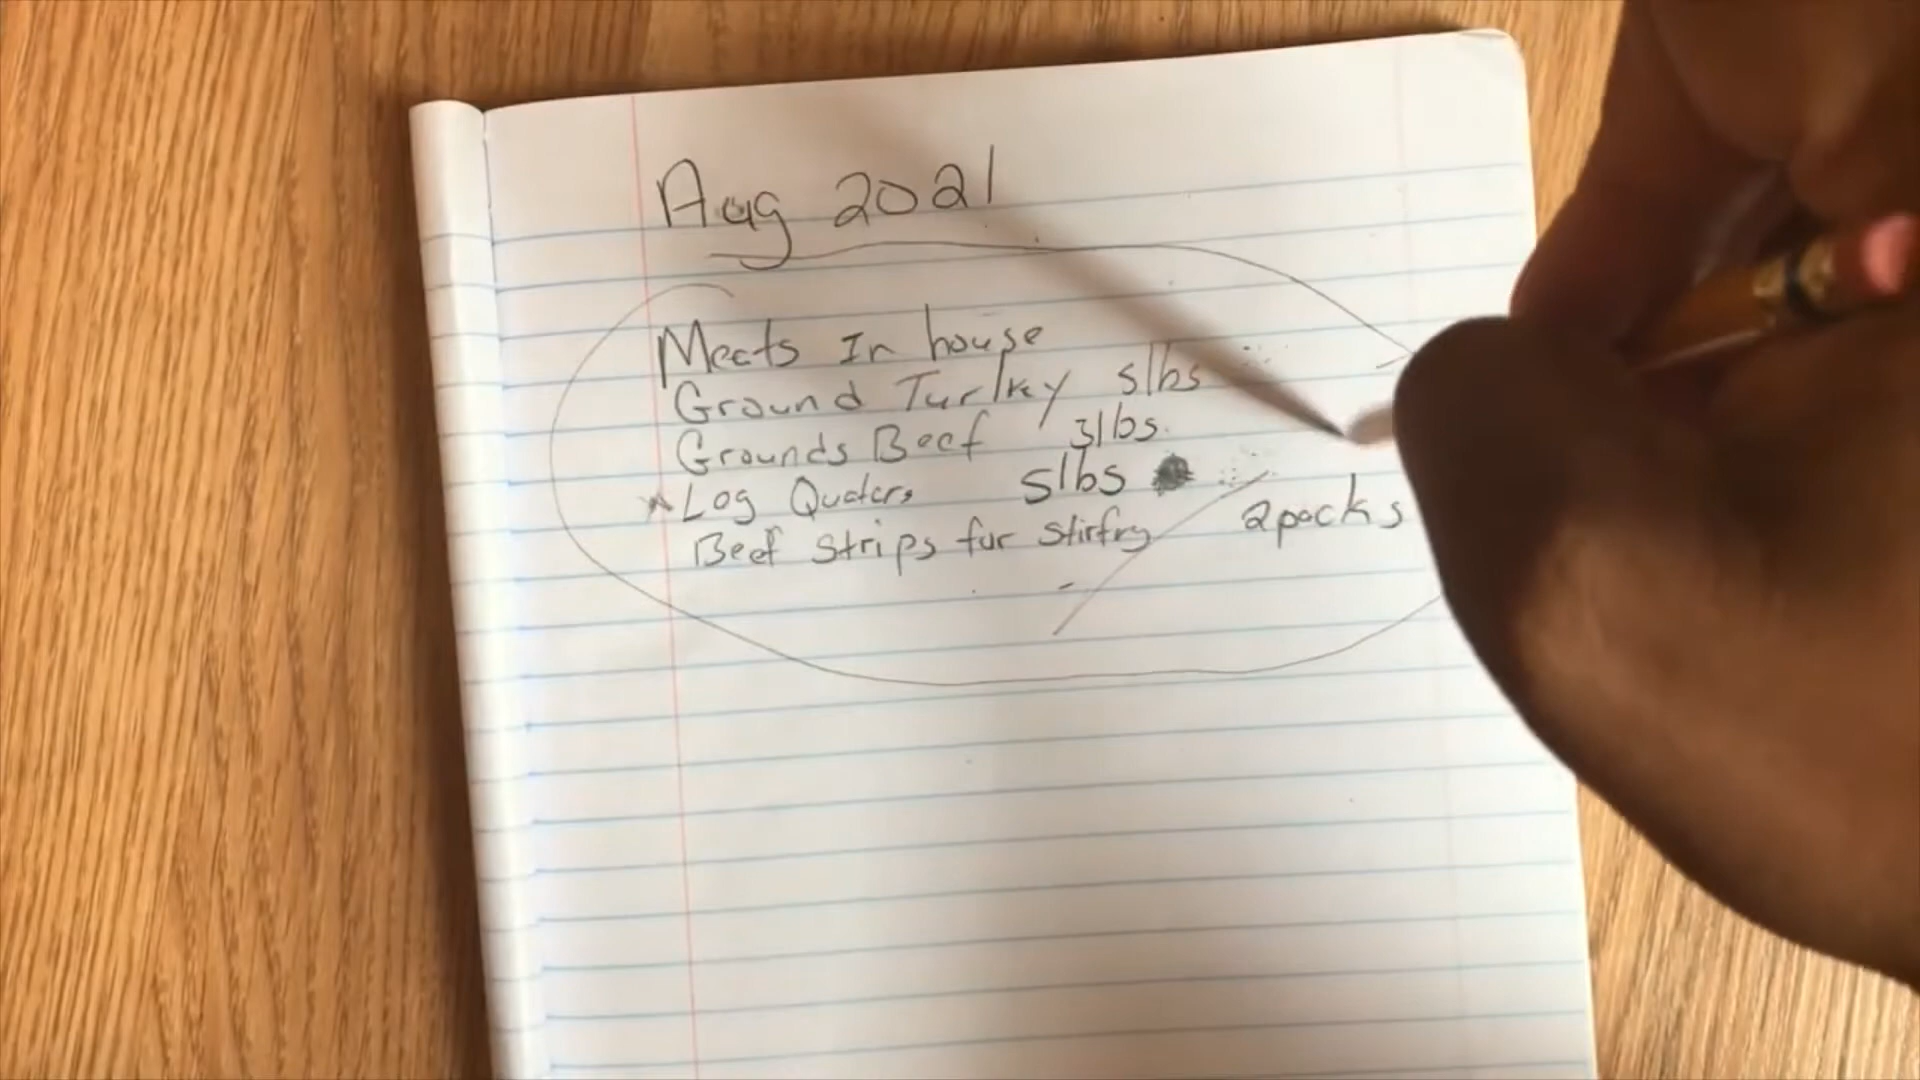 Aug 2021
Meats In house
Ground Turkey 5lbs
Grounds Beef 3lbs.
Log Quaters 5lbs
Beef strips for stirfry 2packs